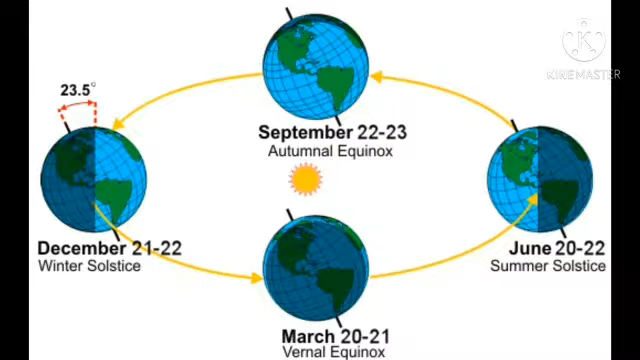 KINEMASTER
23.5°
September 22-23
Autumnal Equinox
December 21-22
Winter Solstice
June 20-22
Summer Solstice
March 20-21
Vernal Equinox